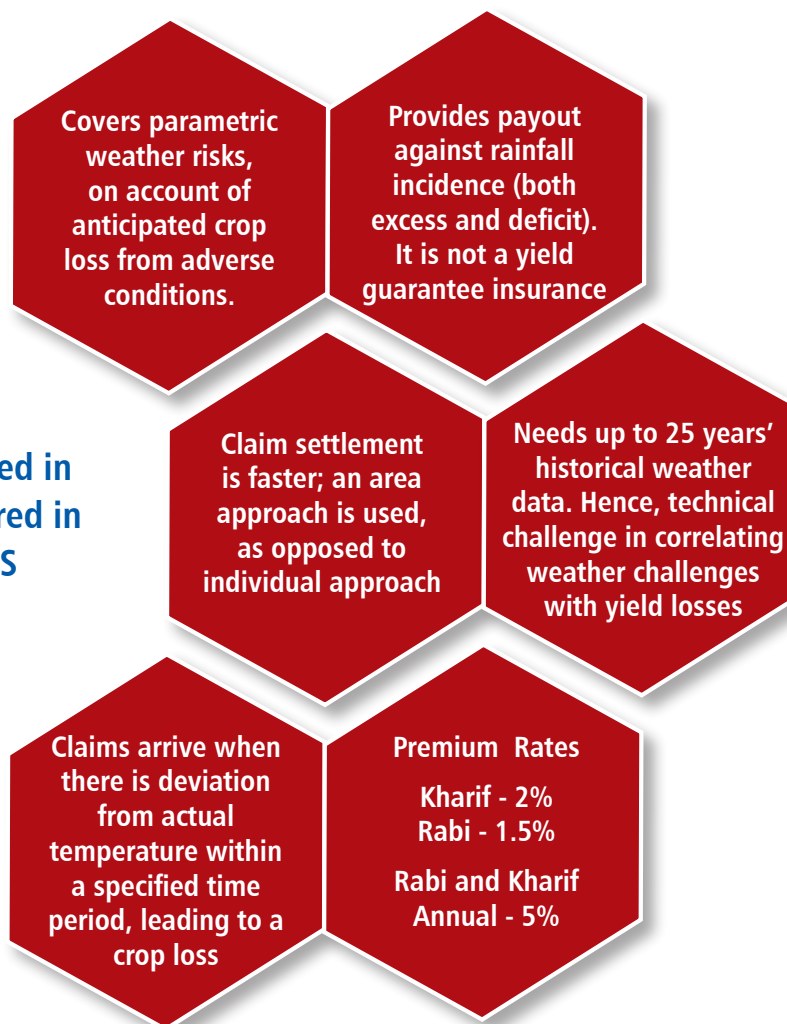 Covers parametric
weather risks,
on account of
anticipated crop
loss from adverse
conditions.
Provides payout
against rainfall
incidence (both
excess and deficit).
It is not a yield
guarantee insurance
Claim settlement
is faster; an area
approach is used,
as opposed to
individual approach
Needs up to 25 years’
historical weather
data. Hence, technical
challenge in correlating
weather challenges
with yield losses
Claims arrive when
there is deviation
from actual
temperature within
a specified time
period, leading to a
crop loss
Premium Rates
Kharif - 2%
Rabi - 1.5%
Rabi and Kharif
Annual - 5%
in
in